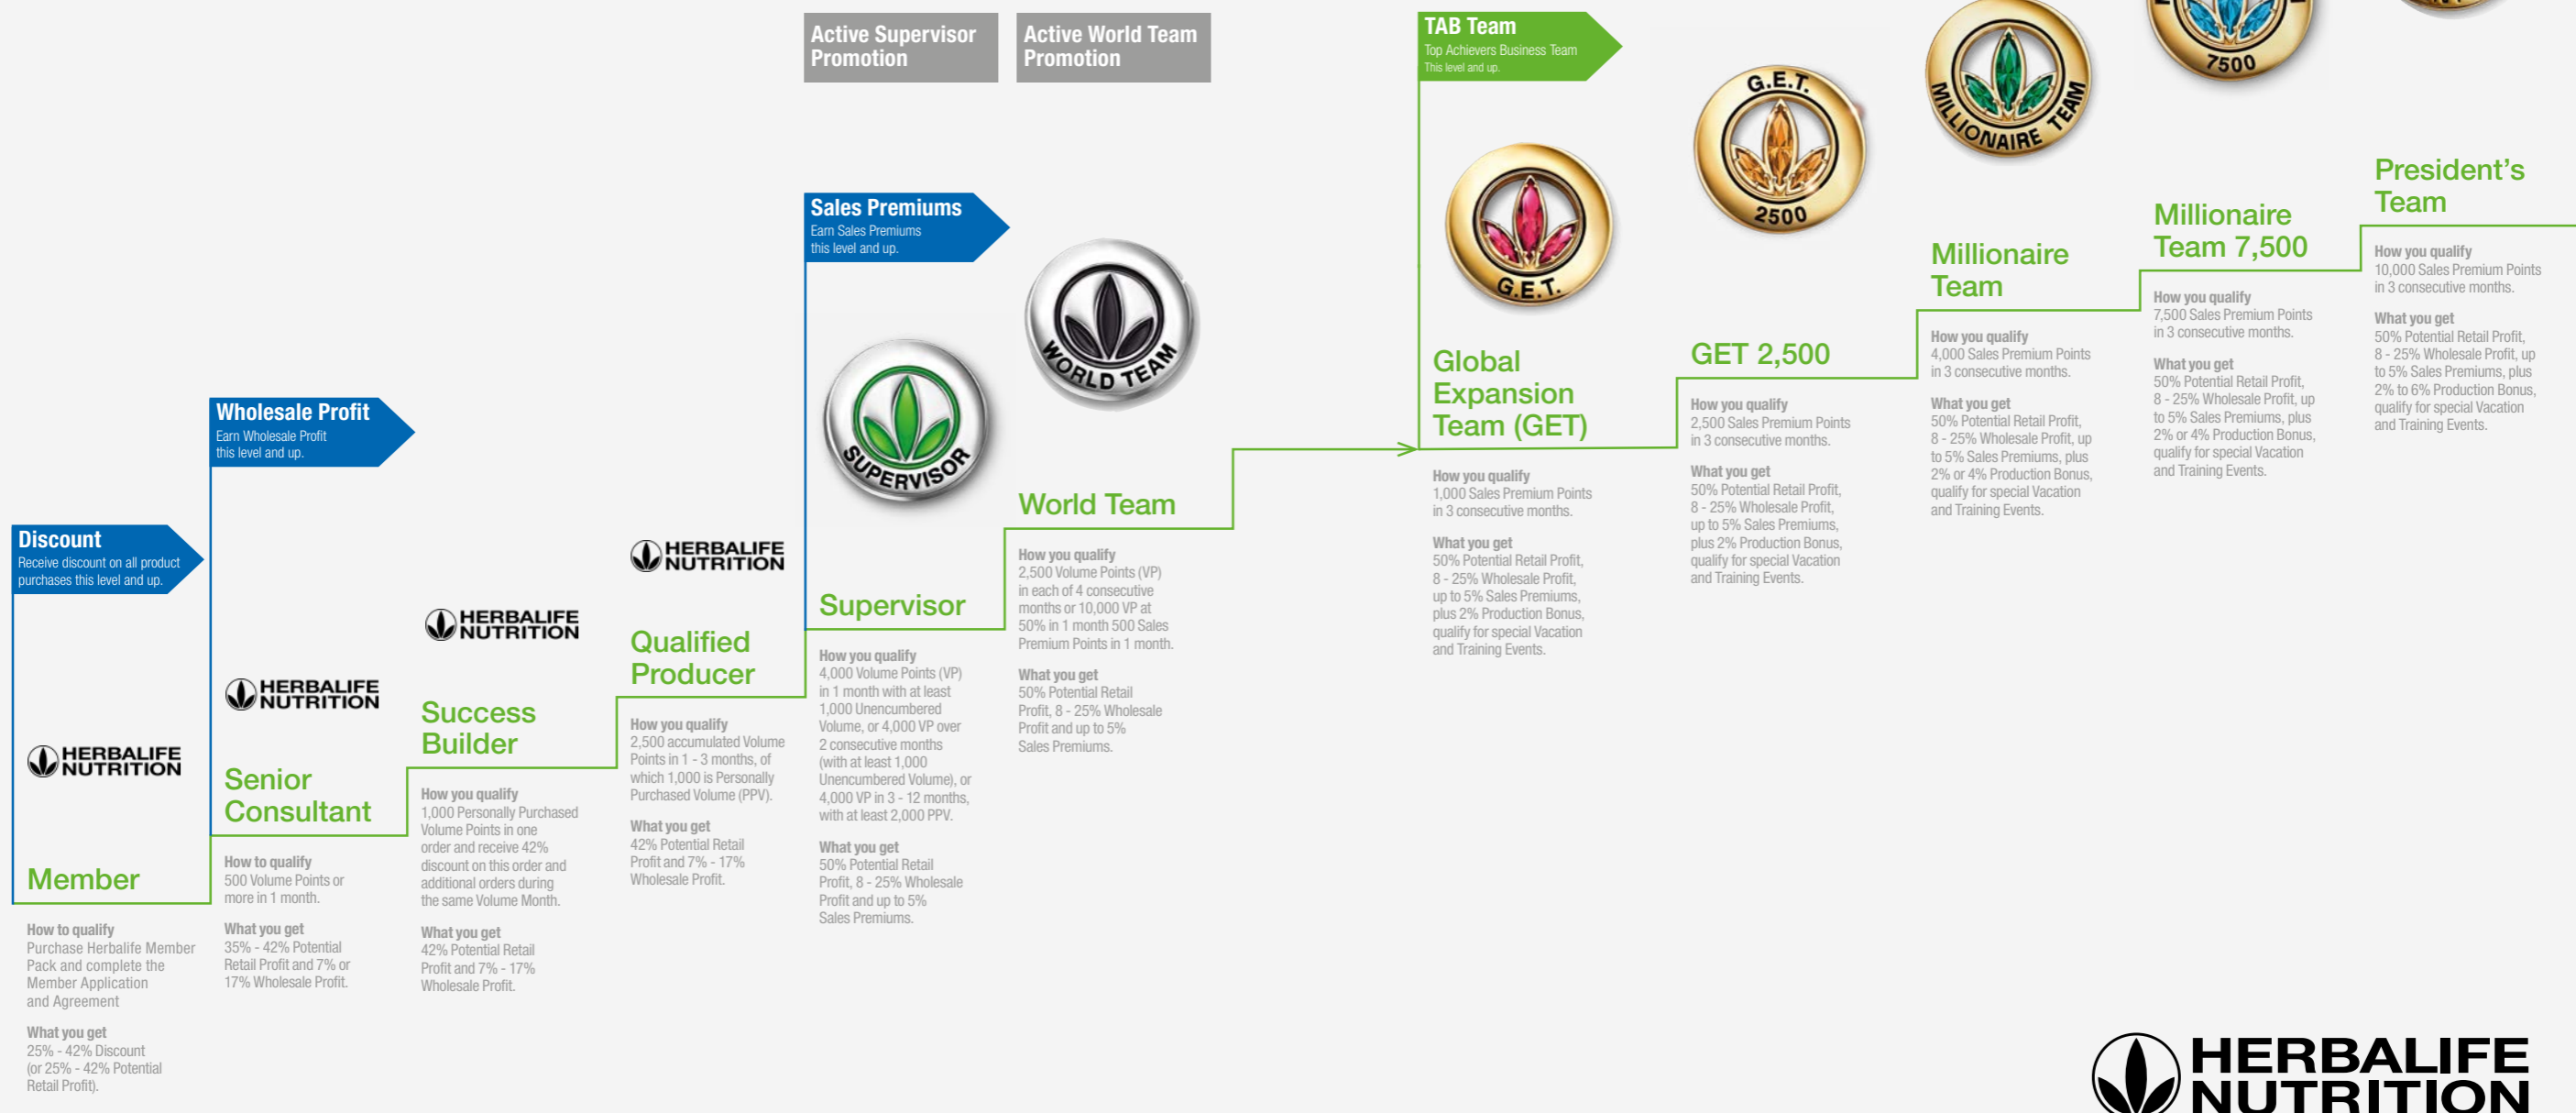 Active Supervisor
Promotion
Active World Team
Promotion
TAB Team
Top Achievers Business Team
This level and up.
Sales Premiums
Earn Sales Premiums
this level and up.
Wholesale Profit
Earn Wholesale Profit
this level and up.
Discount
Receive discount on all product
purchases this level and up.
HERBALIFE
NUTRITION
Member
How to qualify
Purchase Herbalife Member
Pack and complete the
Member Application
and Agreement
What you get
25% - 42% Discount
(or 25% - 42% Potential
Retail Profit).
HERBALIFE
NUTRITION
Senior
Consultant
How to qualify
500 Volume Points or
more in 1 month.
What you get
35% - 42% Potential
Retail Profit and 7% or
17% Wholesale Profit.
HERBALIFE
NUTRITION
Success
Builder
How you qualify
1,000 Personally Purchased
Volume Points in one
order and receive 42%
discount on this order and
additional orders during
the same Volume Month.
What you get
42% Potential Retail
Profit and 7% - 17%
Wholesale Profit.
HERBALIFE
NUTRITION
Qualified
Producer
How you qualify
2,500 accumulated Volume
Points in 1 - 3 months, of
which 1,000 is Personally
Purchased Volume (PPV).
What you get
42% Potential Retail
Profit and 7% - 17%
Wholesale Profit.
SUPERVISOR
Supervisor
How you qualify
4,000 Volume Points (VP)
in 1 month with at least
1,000 Unencumbered
Volume, or 4,000 VP over
2 consecutive months
(with at least 1,000
Unencumbered Volume), or
4,000 VP in 3 - 12 months,
with at least 2,000 PPV.
What you get
50% Potential Retail
Profit, 8 - 25% Wholesale
Profit and up to 5%
Sales Premiums.
WORLD TEAM
World Team
How you qualify
2,500 Volume Points (VP)
in each of 4 consecutive
months or 10,000 VP at
50% in 1 month 500 Sales
Premium Points in 1 month.
What you get
50% Potential Retail
Profit, 8 - 25% Wholesale
Profit and up to 5%
Sales Premiums.
G.E.T.
Global
Expansion
Team (GET)
How you qualify
1,000 Sales Premium Points
in 3 consecutive months.
What you get
50% Potential Retail Profit,
8 - 25% Wholesale Profit,
up to 5% Sales Premiums,
plus 2% Production Bonus,
qualify for special Vacation
and Training Events.
G.E.T.
2500
GET 2,500
How you qualify
2,500 Sales Premium Points
in 3 consecutive months.
What you get
50% Potential Retail Profit,
8 - 25% Wholesale Profit,
up to 5% Sales Premiums,
plus 2% Production Bonus,
qualify for special Vacation
and Training Events.
MILLIONAIRE TEAM
Millionaire
Team
How you qualify
4,000 Sales Premium Points
in 3 consecutive months.
What you get
50% Potential Retail Profit,
8 - 25% Wholesale Profit, up
to 5% Sales Premiums, plus
2% or 4% Production Bonus,
qualify for special Vacation
and Training Events.
7500
Millionaire
Team 7,500
How you qualify
7,500 Sales Premium Points
in 3 consecutive months.
What you get
50% Potential Retail Profit,
8 - 25% Wholesale Profit, up
to 5% Sales Premiums, plus
2% or 4% Production Bonus,
qualify for special Vacation
and Training Events.
President's
Team
How you qualify
10,000 Sales Premium Points
in 3 consecutive months.
What you get
50% Potential Retail Profit,
8 - 25% Wholesale Profit, up
to 5% Sales Premiums, plus
2% to 6% Production Bonus,
qualify for special Vacation
and Training Events.
HERBALIFE
NUTRITION